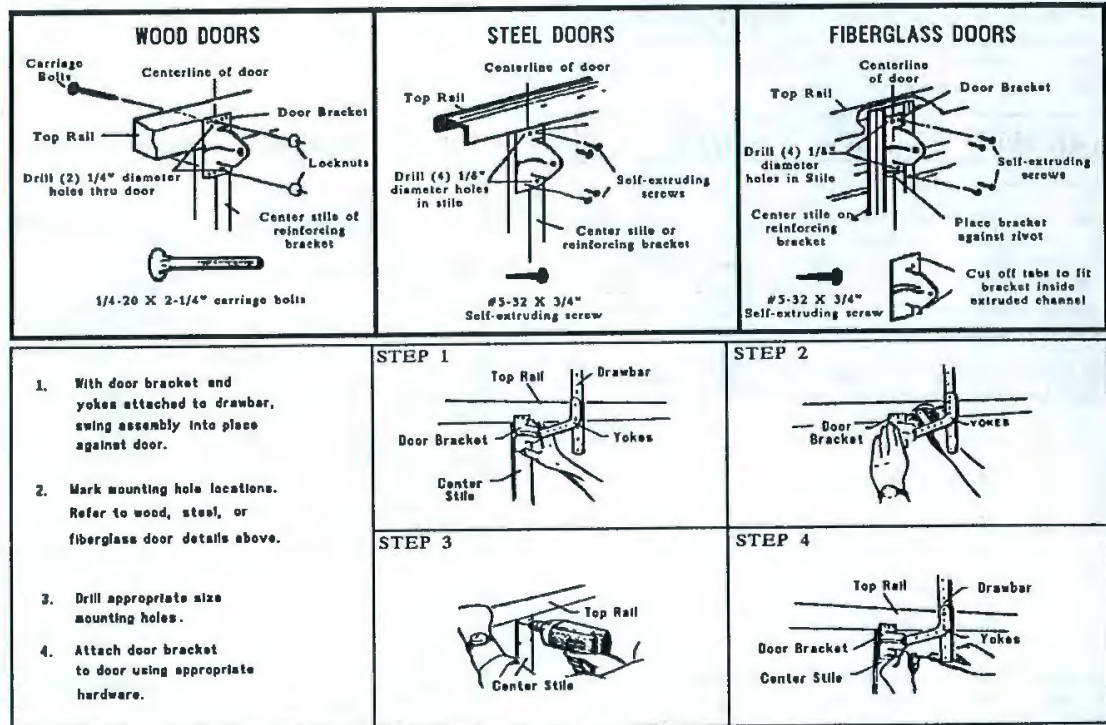 WOOD DOORS
Carriage
Bolts
Centerline of door
Door Bracket
Top Rail
Locknuts
Drill (2) 1/4" diameter
holes thru door
Center stile of
reinforcing
bracket
1/4-20 X 2-1/4" carriage bolts
STEEL DOORS
Centerline of door
Top Rail
Drill (4) 1/8"
diameter holes
in stile
Self-extruding
screws
Center stile or
reinforcing bracket
#5-32 X 3/4"
Self-extruding screw
FIBERGLASS DOORS
Centerline
of door
Top Rail
Door Bracket
Drill (4) 1/8"
diameter
holes in Stile
Self-extruding
screws
Center stile or
reinforcing
bracket
Place bracket
against rivot
#5-32 X 3/4"
Self-extruding screw
Cut off tabs to fit
bracket inside
extruded channel
1. With door bracket and
yokes attached to drawbar,
swing assembly into place
against door.
2. Mark mounting hole locations.
Refer to wood, steel, or
fiberglass door details above.
3. Drill appropriate size
mounting holes.
4. Attach door bracket
to door using appropriate
hardware.
STEP 1
Top Rail
Drawbar
Door Bracket
Yokes
Center
Stile
STEP 2
Door
Bracket
YOKES
STEP 3
Top Rail
Center Stile
STEP 4
Drawbar
Top Rail
Door Bracket
Yokes
Center Stile